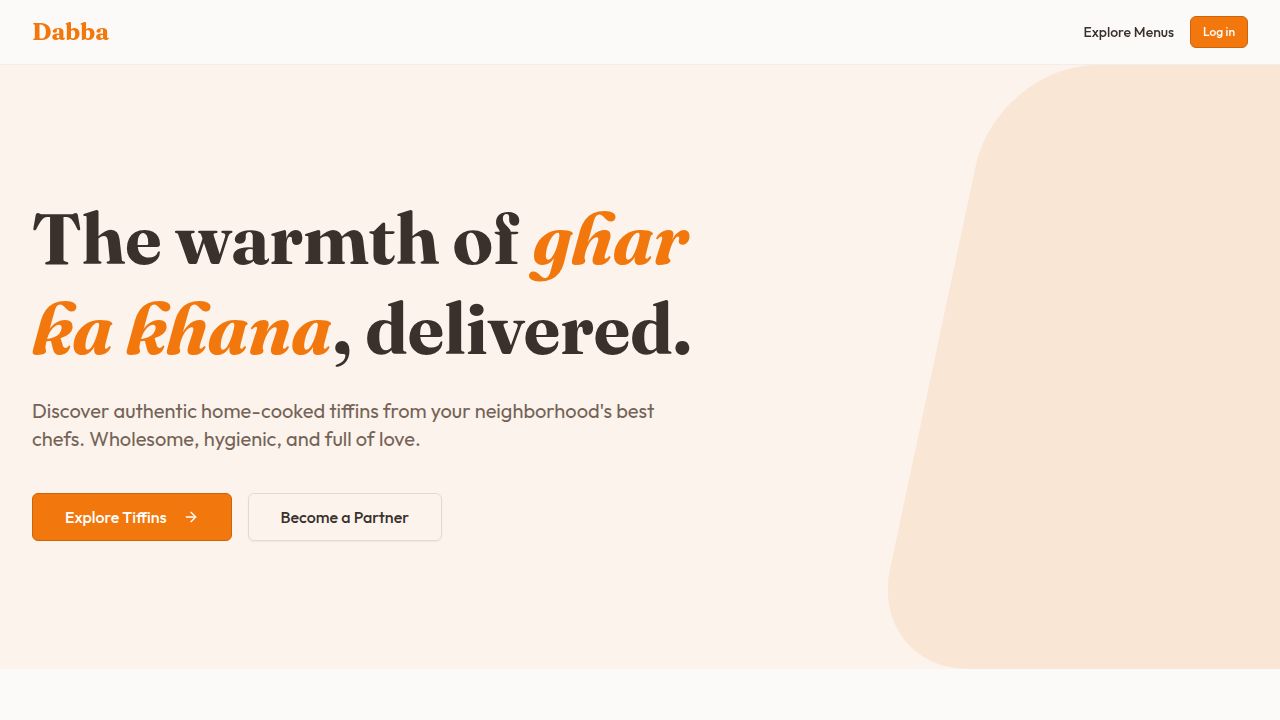 Dabba
Explore Menus
Log in
The warmth of ghar
ka khana, delivered.
Discover authentic home-cooked tiffins from your neighborhood's best
chefs. Wholesome, hygienic, and full of love.
Explore Tiffins →
Become a Partner